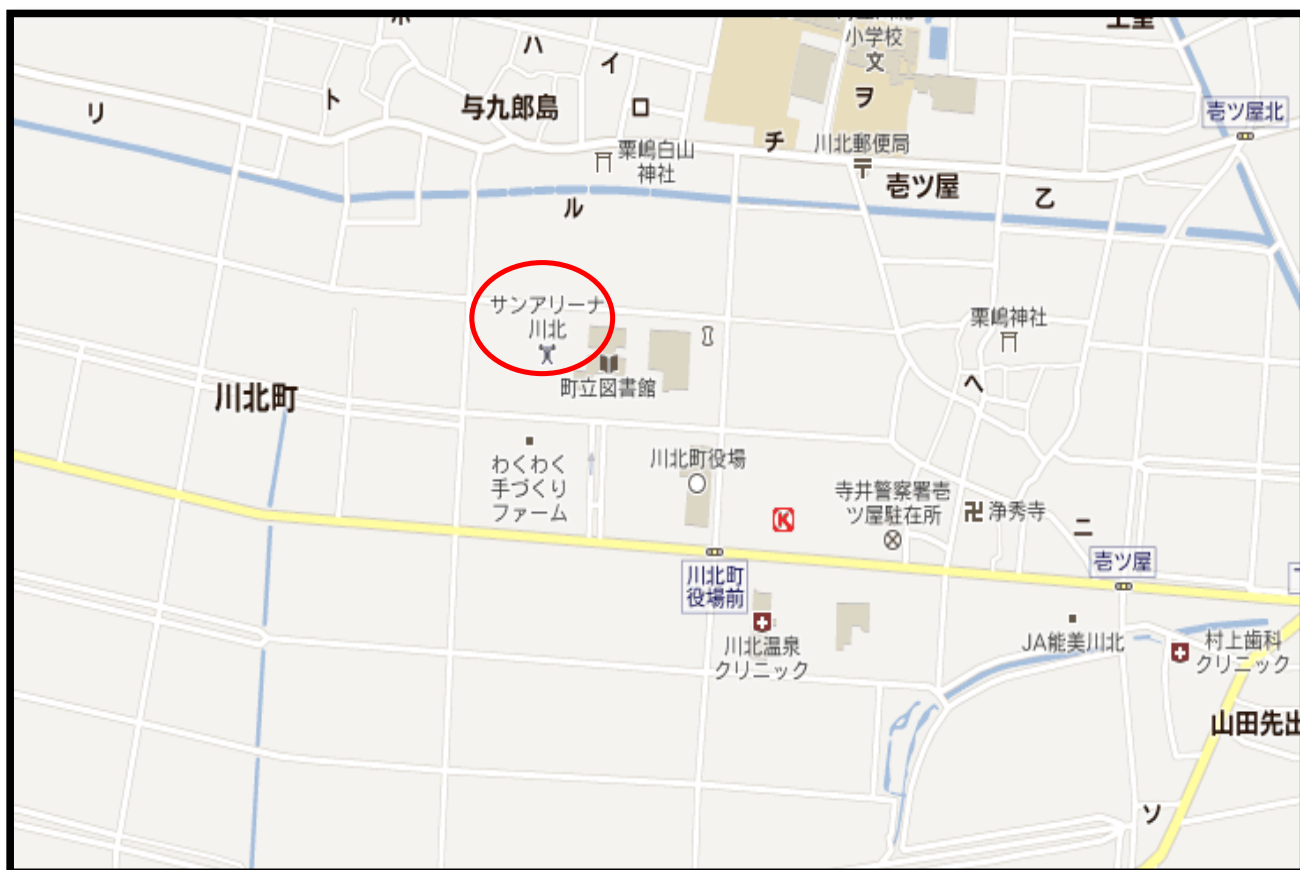 ハ
イ
小学校
文
ト
リ
与九郎島
ロ
ヲ
壱ツ屋北
チ
川北郵便局
栗嶋白山
神社
壱ツ屋
乙
ル
サンアリーナ
川北
栗嶋神社
町立図書館
ヘ
川北町
わくわく
手づくり
ファーム
川北町役場
寺井警察署壱
ツ屋駐在所
浄秀寺
ニ
K
川北町
役場前
壱ツ屋
川北温泉
クリニック
JA能美川北
村上歯科
クリニック
山田先出
ソ